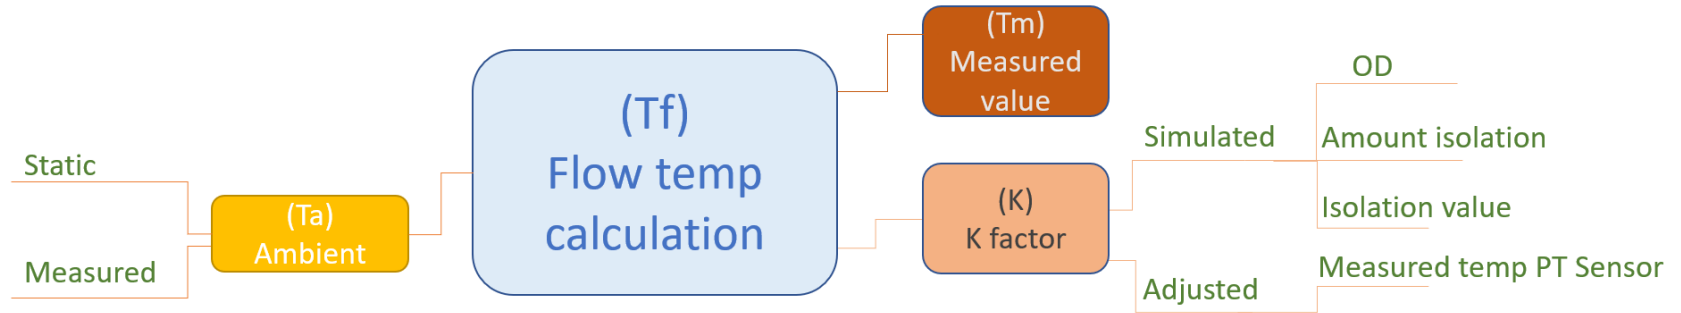 Static
Measured
(Ta)
Ambient
(Tf)
Flow temp
calculation
(Tm)
Measured
value
(K)
K factor
Simulated
OD
Amount isolation
Isolation value
Adjusted
Measured temp PT Sensor